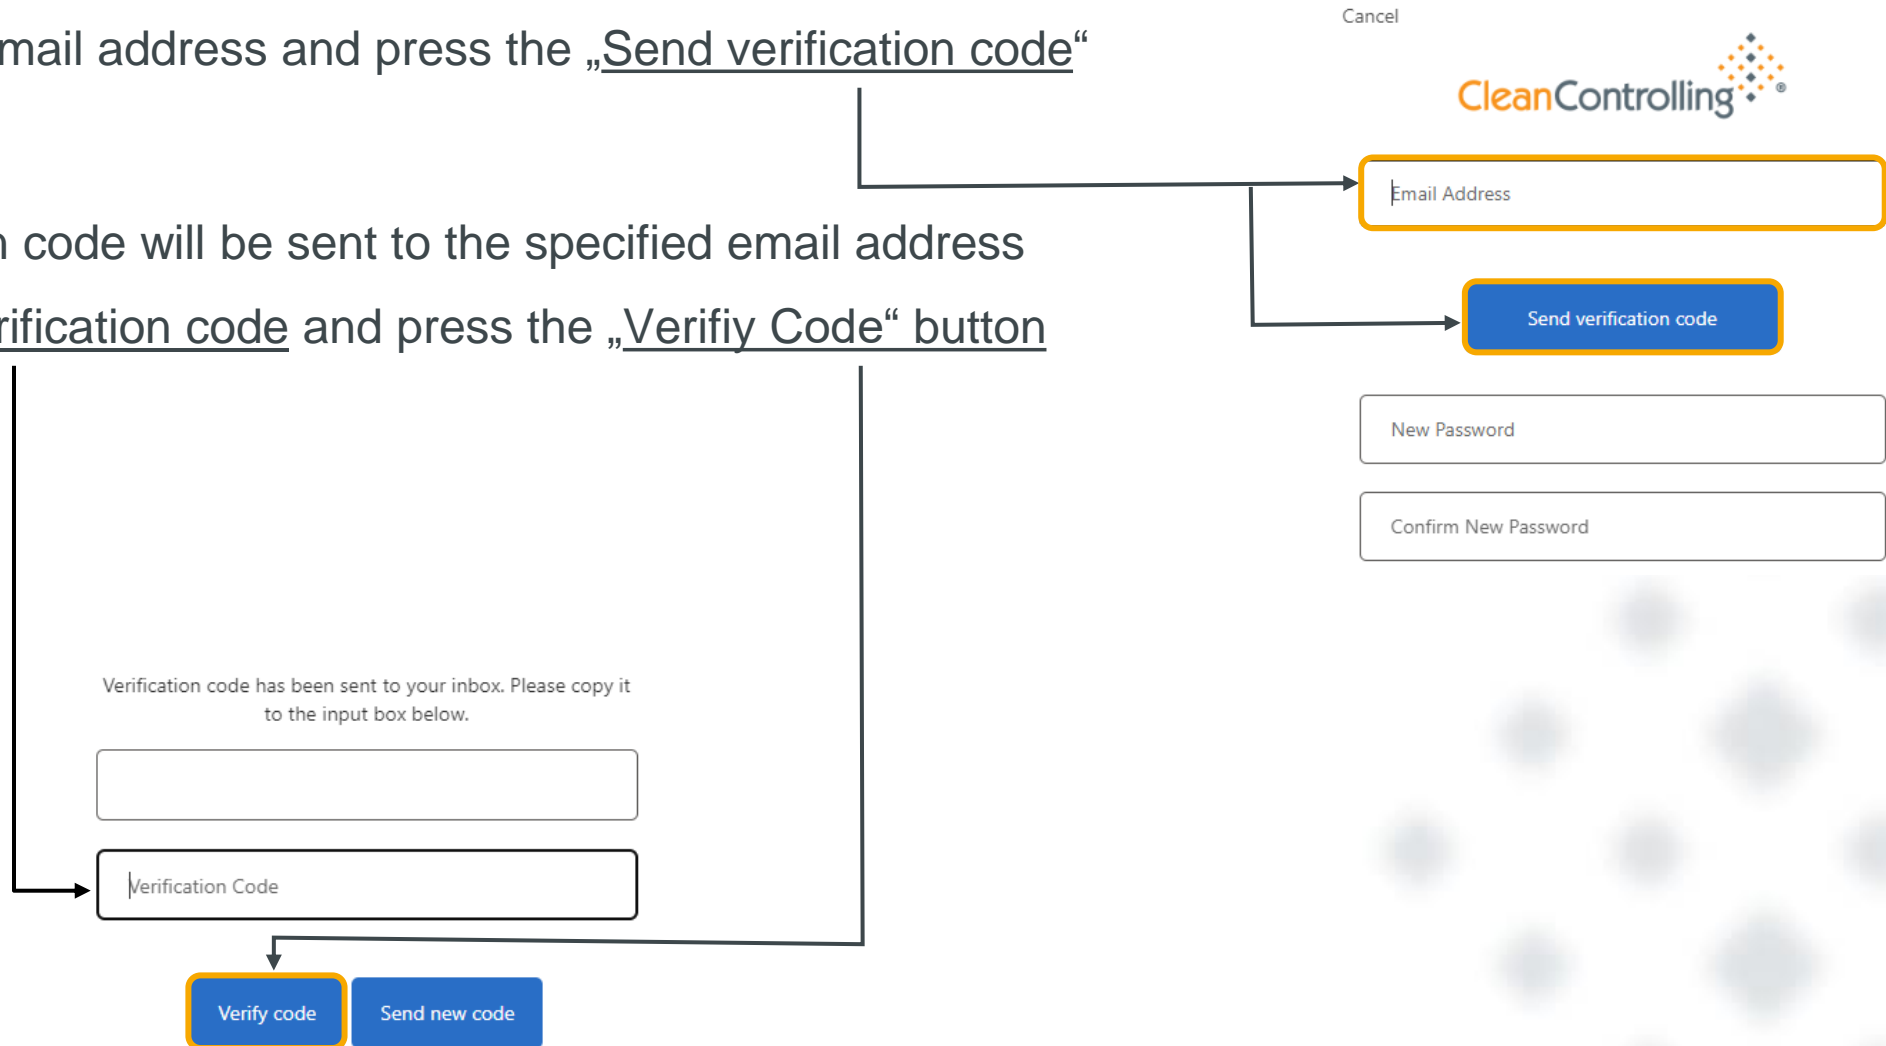 mail address and press the „Send verification code“
code will be sent to the specified email address
rification code and press the „Verifiy Code“ button
Cancel
CleanControlling®
Email Address
Send verification code
New Password
Confirm New Password
Verification code has been sent to your inbox. Please copy it
to the input box below.
Verification Code
Verify code
Send new code